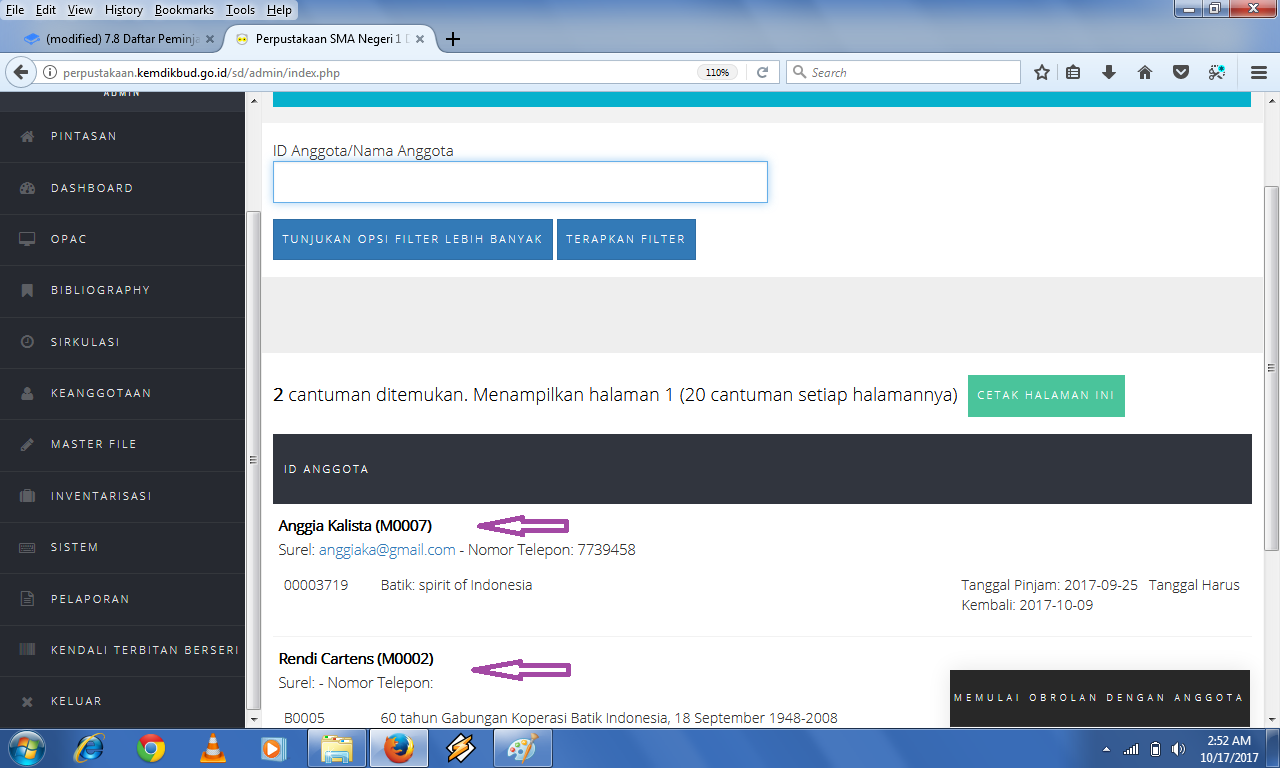 File Edit View History Bookmarks Tools Help
(modified) 7.8 Daftar Peminja
Perpustakaan SMA Negeri 1 D
perpustakaan.kemdikbud.go.id/sd/admin/index.php
110%
Search
ADMIN
PINTASAN
DASHBOARD
OPAC
BIBLIOGRAPHY
SIRKULASI
KEANGGOTAAN
MASTER FILE
INVENTARISASI
SISTEM
PELAPORAN
KENDALI TERBITAN BERSERI
KELUAR
ID Anggota/Nama Anggota
TUNJUKAN OPSI FILTER LEBIH BANYAK
TERAPKAN FILTER
2 cantuman ditemukan. Menampilkan halaman 1 (20 cantuman setiap halamannya)
CETAK HALAMAN INI
ID ANGGOTA
Anggia Kalista (M0007)
Surel: anggiaka@gmail.com - Nomor Telepon: 7739458
00003719 Batik: spirit of Indonesia
Tanggal Pinjam: 2017-09-25 Tanggal Harus
Kembali: 2017-10-09
Rendi Cartens (M0002)
Surel: - Nomor Telepon:
B0005 60 tahun Gabungan Koperasi Batik Indonesia, 18 September 1948-2008
MEMULAI OBROLAN DENGAN ANGGOTA
2:52 AM
10/17/2017